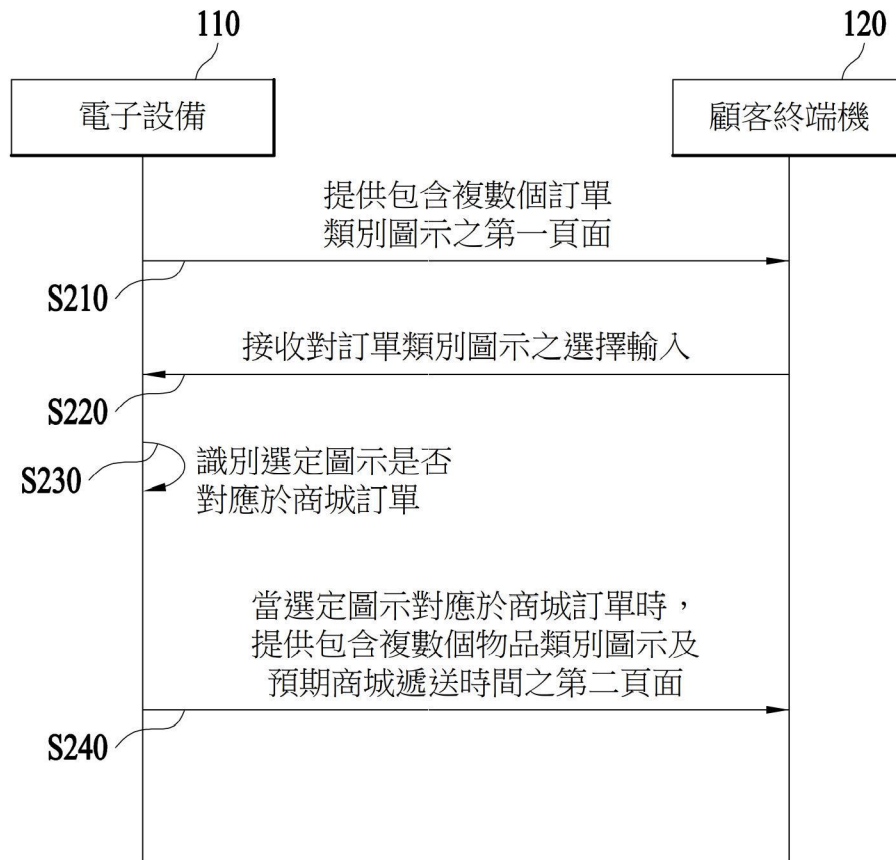 110
120
電子設備
顧客終端機
提供包含複數個訂單
類別圖示之第一頁面
S210
接收對訂單類別圖示之選擇輸入
S220
識別選定圖示是否
對應於商城訂單
S230
當選定圖示對應於商城訂單時，
提供包含複數個物品類別圖示及
預期商城遞送時間之第二頁面
S240